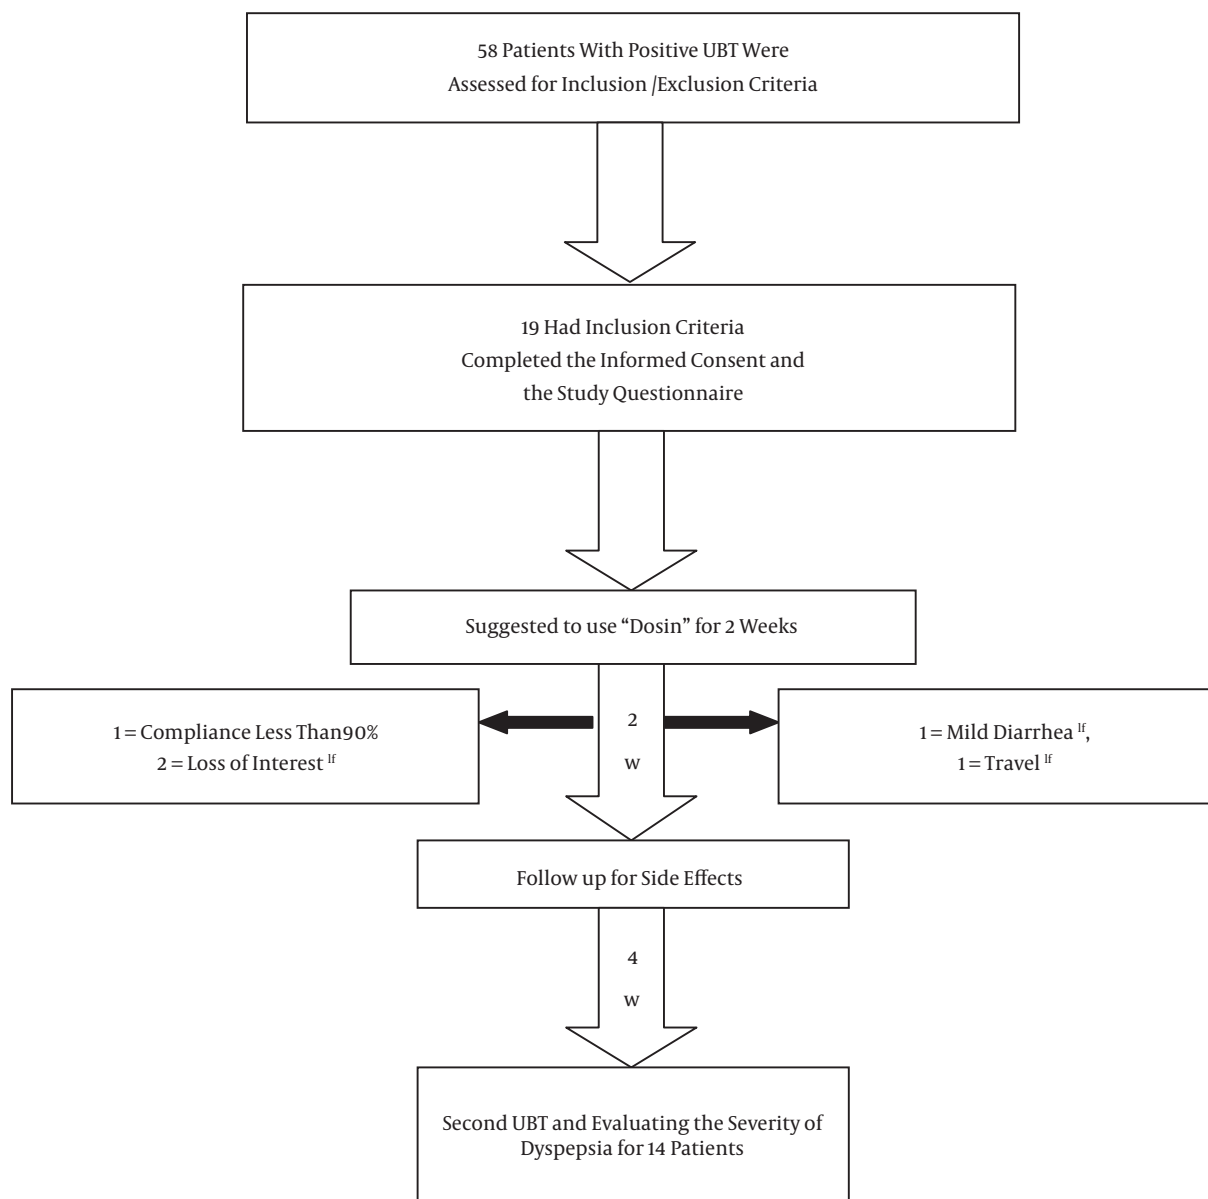 58 Patients With Positive UBT Were
Assessed for Inclusion /Exclusion Criteria
19 Had Inclusion Criteria
Completed the Informed Consent and
the Study Questionnaire
Suggested to use “Dosin” for 2 Weeks
1 = Compliance Less Than90%
2 = Loss of Interest lf
2
w
1 = Mild Diarrhea lf,
1 = Travel lf
Follow up for Side Effects
4
w
Second UBT and Evaluating the Severity of
Dyspepsia for 14 Patients